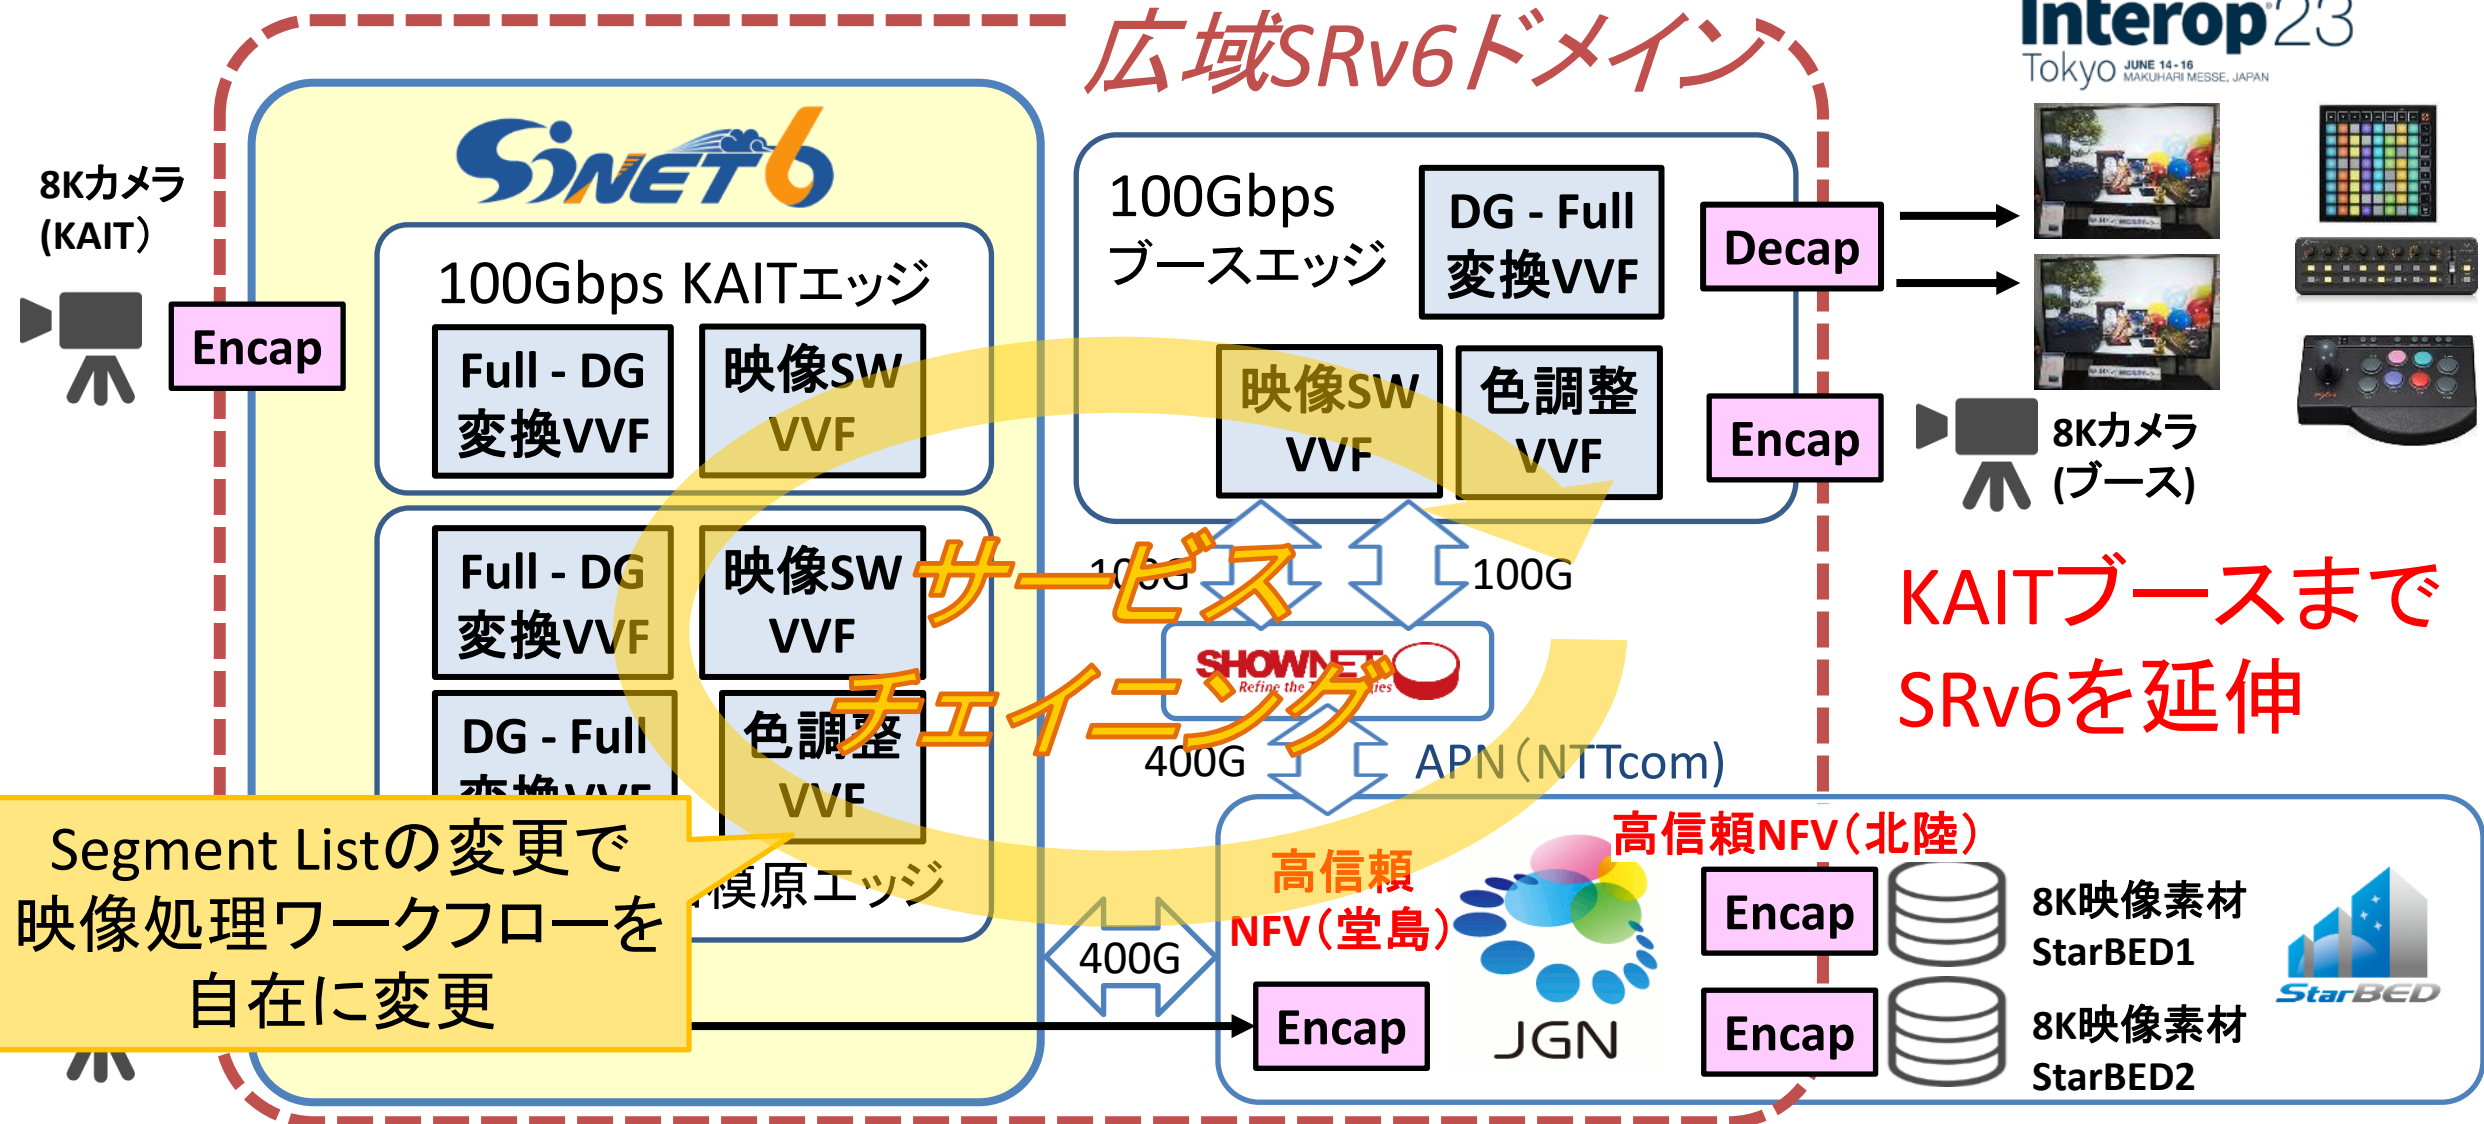 広域SRv6ドメイン
Interop23
Tokyo JUNE 14-16
MAKUHARI MESSE, JAPAN
SINET6
8Kカメラ
(KAIT)
Encap
100Gbps KAITエッジ
Full - DG
変換VVF
映像SW
VVF
Full - DG
変換VVF
映像SW
VVF
DG - Full
変換VVF
色調整
VVF
模原エッジ
Segment Listの変更で
映像処理ワークフローを
自在に変更
サービス
チェイニング
100Gbps
ブースエッジ
DG - Full
変換VVF
映像SW
VVF
色調整
VVF
Decap
Encap
8Kカメラ
(ブース)
100G
100G
SHOWNET
Refine the
KAITブースまで
SRv6を延伸
400G
APN(NTTcom)
400G
高信頼
NFV(堂島)
Encap
JGN
高信頼NFV(北陸)
Encap
8K映像素材
StarBED1
Encap
8K映像素材
StarBED2
StarBED